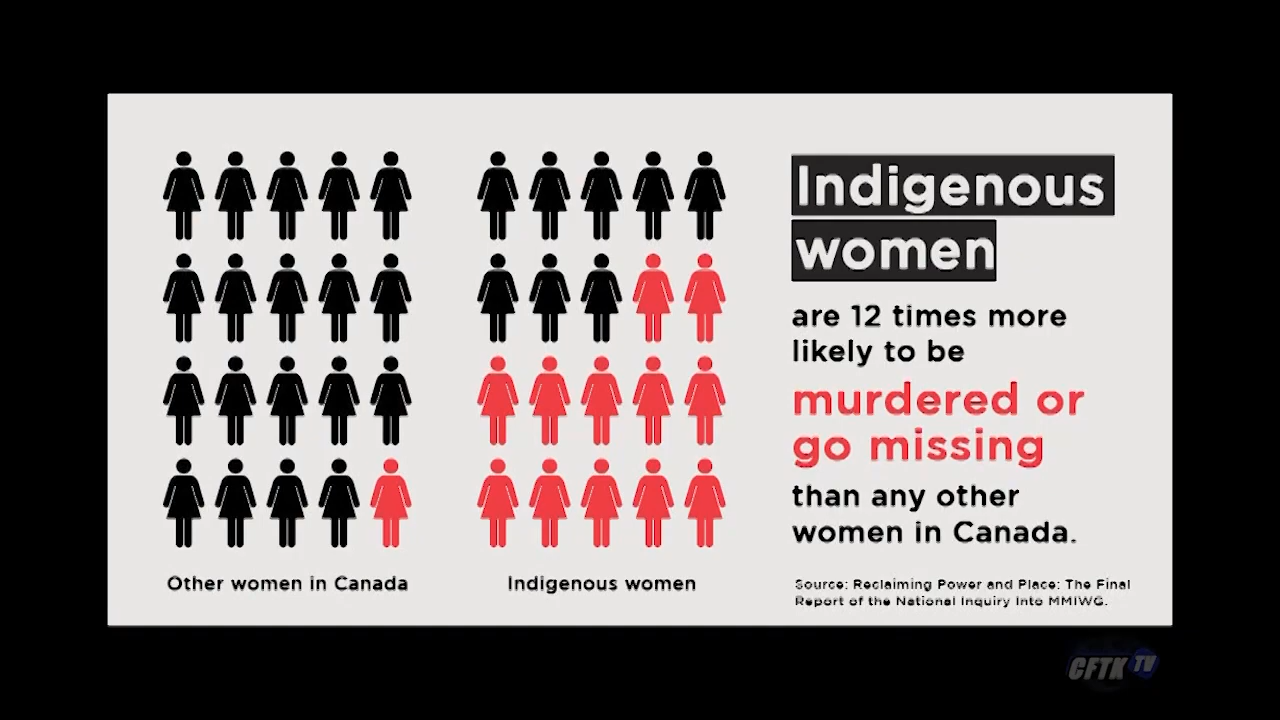 Indigenous
women
are 12 times more
likely to be
murdered or
go missing
than any other
women in Canada.
Other women in Canada
Indigenous women
Source: Reclaiming Power and Place: The Final
Report of the National Inquiry Into MMIWG.
CFTK TV